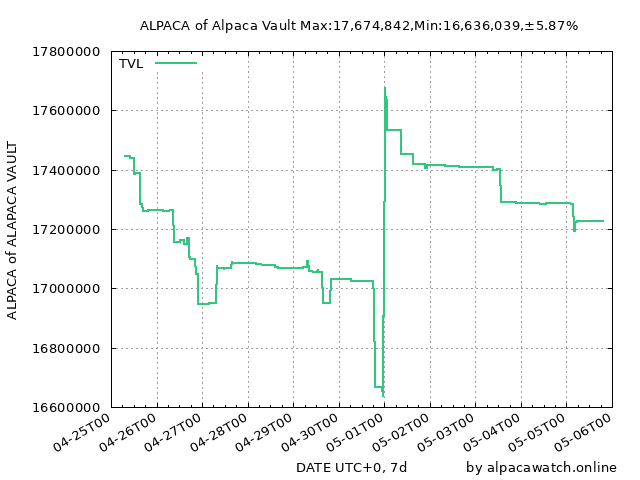 ALPACA of Alpaca Vault Max:17,674,842,Min:16,636,039,±5.87%
17800000
TVL
17600000
17400000
17200000
17000000
16800000
16600000
ALPACA of ALAPACA VAULT
04-25T00
04-26T00
04-27T00
04-28T00
04-29T00
04-30T00
05-01T00
05-02T00
05-03T00
05-04T00
05-05T00
05-06T00
DATE UTC+0, 7d
by alpacawatch.online